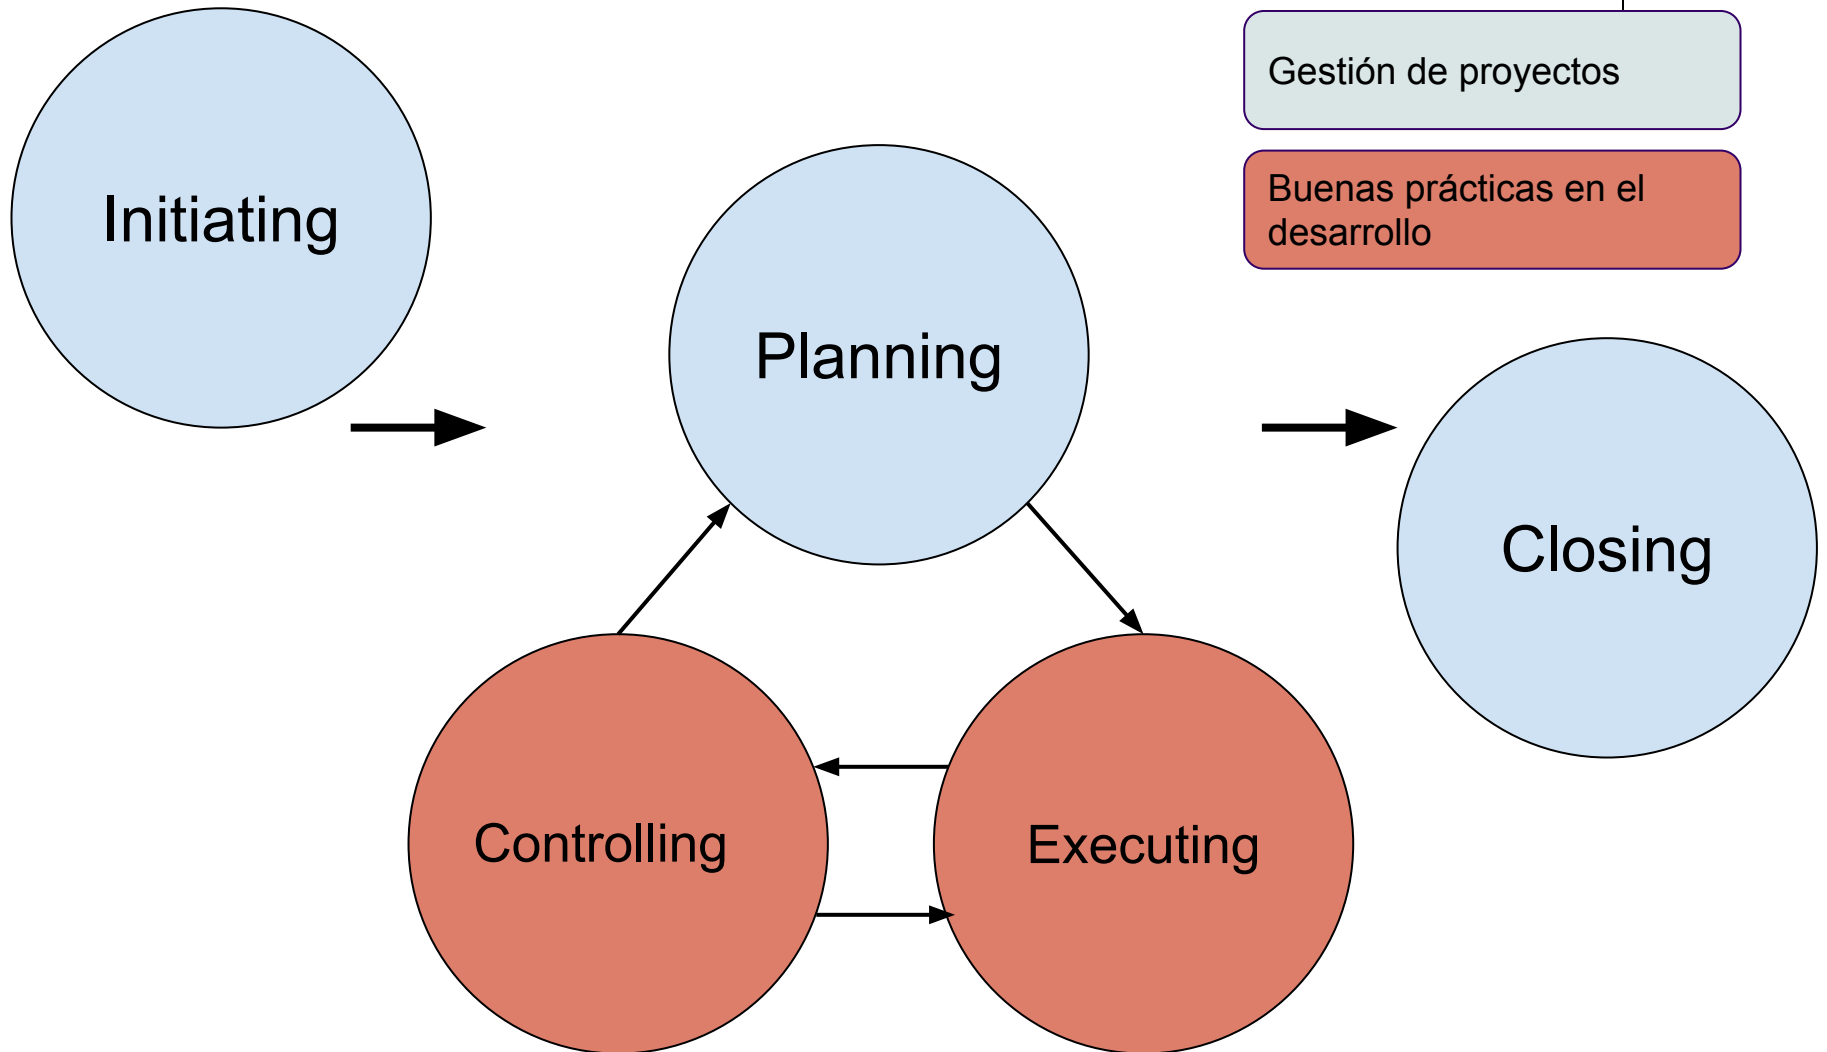 Initiating
Gestión de proyectos
Buenas prácticas en el
desarrollo
Planning
Closing
Controlling
Executing